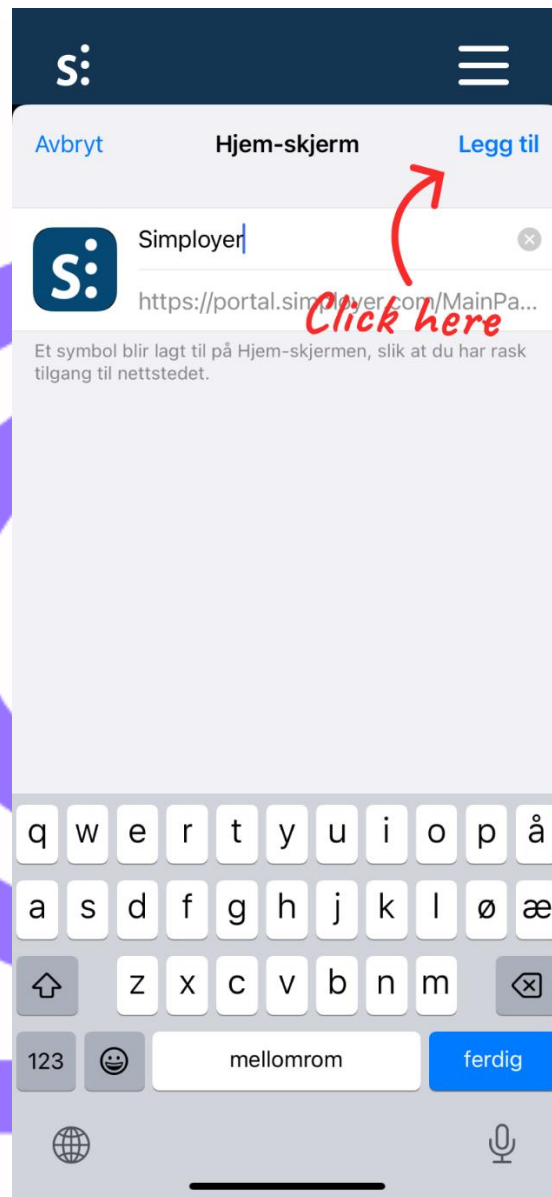 s:
Avbryt Hjem-skjerm Legg til
s: Simployer
https://portal.simployer.com/MainPa...
Click here
Et symbol blir lagt til på Hjem-skjermen, slik at du har rask
tilgang til nettstedet.
q w e r t y u i o p å
a s d f g h j k l ø æ
z x c v b n m
123 mellomrom ferdig